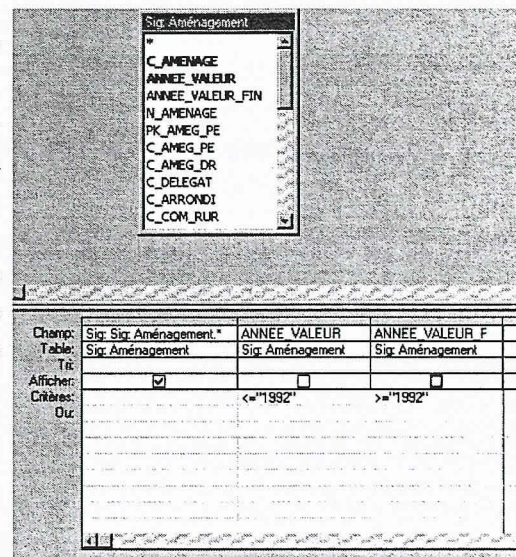 Sig: Aménagement
*
C_AMENAGE
ANNEE_VALEUR
ANNEE_VALEUR_FIN
N_AMENAGE
PK_AMEG_PE
C_AMEG_PE
C_AMEG_DR
C_DELEGAT
C_ARRONDI
C_COM_RUR
Champ: Sig: Sig: Aménagement.* ANNEE_VALEUR ANNEE_VALEUR_F
Table: Sig: Aménagement Sig: Aménagement Sig: Aménagement
Tri:
Afficher:
Critères: <="1992" >="1992"
Ou: